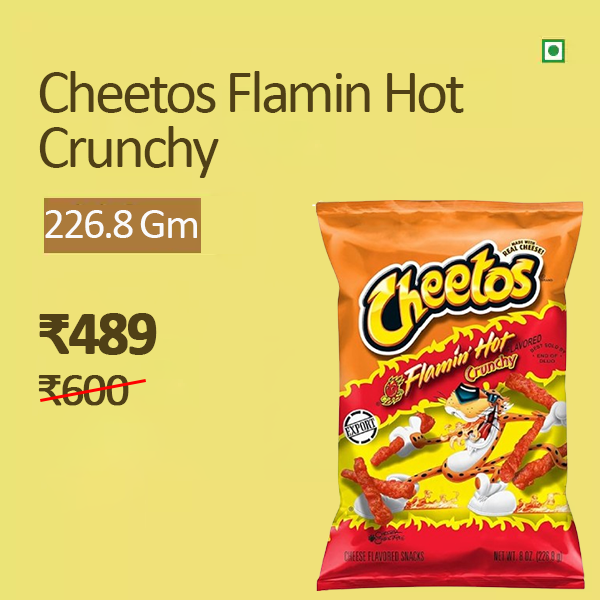 Cheetos Flamin Hot
Crunchy
226.8 Gm
₹489
₹600
MADE WITH
REAL CHEESE!
Cheetos
Flamin' Hot
FLAVORED
Crunchy
EXPORT
CHEESE FLAVORED SNACKS
NET WT. 8 OZ. (226.8 g)